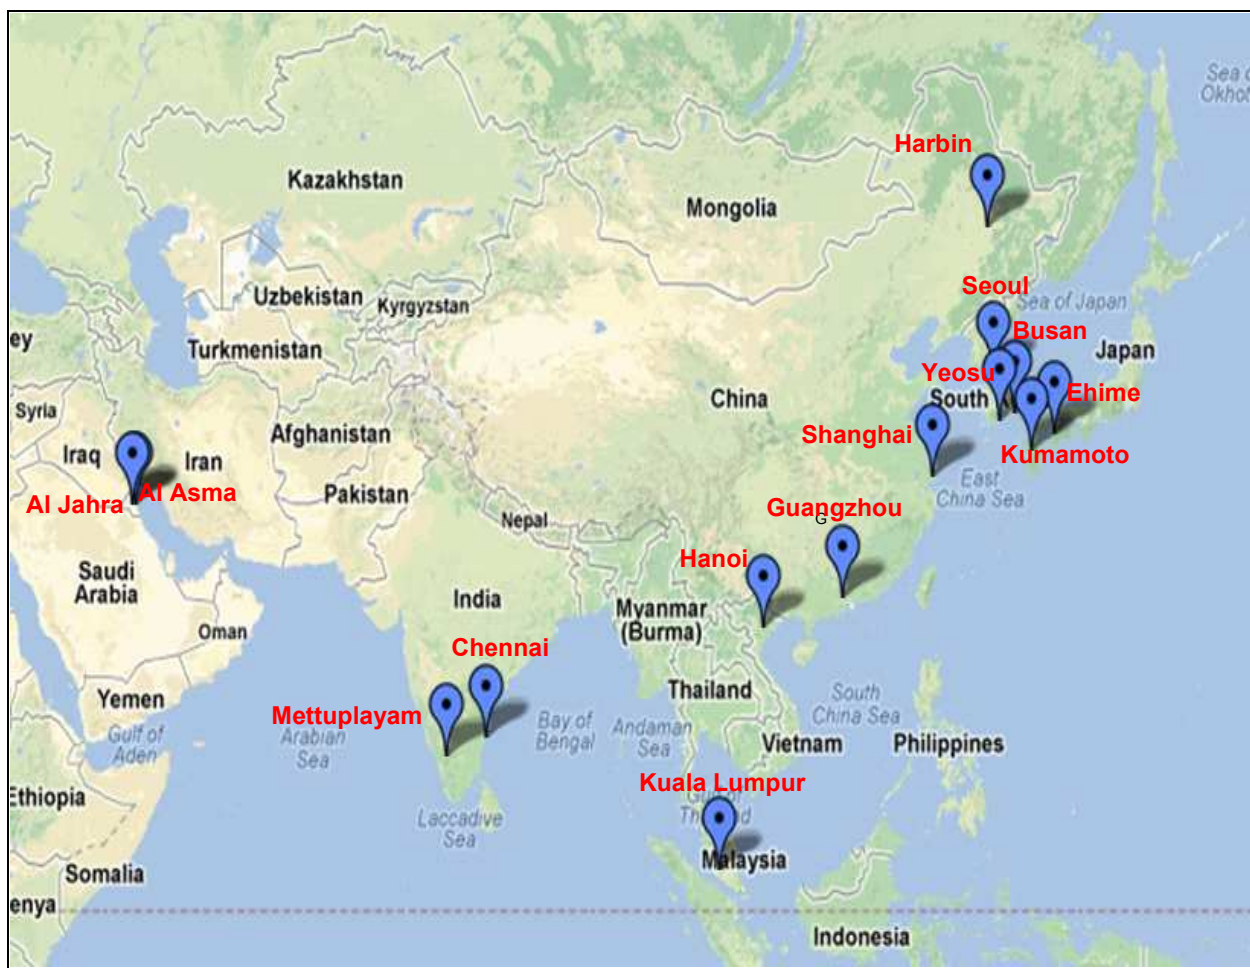 Sea o
Okhot
Harbin
Kazakhstan
Mongolia
Seoul
Sea of Japan
Uzbekistan
Kyrgyzstan
Busan
ey
Turkmenistan
Japan
Yeosu
Ehime
South
China
Syria
Afghanistan
Shanghai
Iraq
Iran
Kumamoto
Al Jahra
Al Asma
Pakistan
East
China Sea
Guangzhou
G
Nepal
Hanoi
Saudi
Arabia
India
Myanmar
(Burma)
Oman
Chennai
Thailand
Yemen
Mettuplayam
South
China Sea
Gulf of
Aden
Arabian
Sea
Bay of
Bengal
Andaman
Sea
Vietnam
Philippines
Kuala Lumpur
Ethiopia
Laccadive
Sea
Malaysia
Somalia
enya
Indonesia